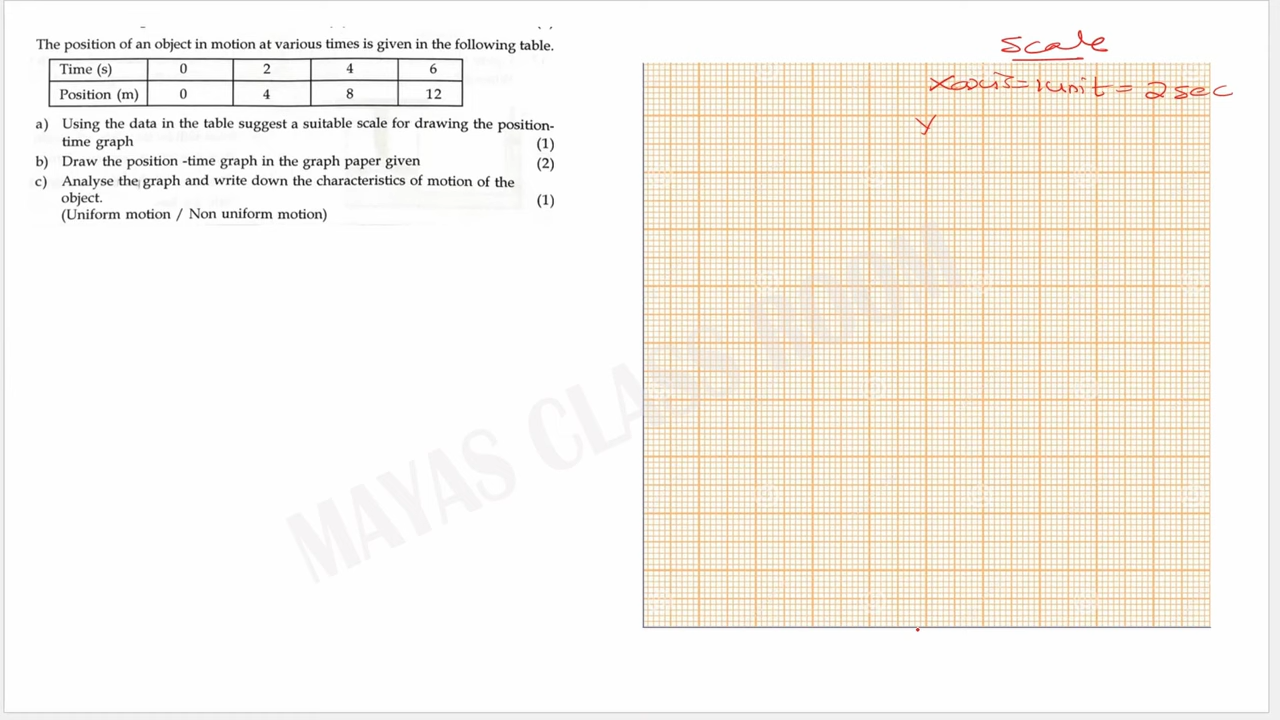 The position of an object in motion at various times is given in the following table.
Time (s) 0 2 4 6
Position (m) 0 4 8 12
a) Using the data in the table suggest a suitable scale for drawing the position-
time graph (1)
b) Draw the position -time graph in the graph paper given (2)
c) Analyse the graph and write down the characteristics of motion of the
object. (1)
(Uniform motion / Non uniform motion)
scale
x axis = 1unit = 2 sec
y
MAYAS CLASS ROOM